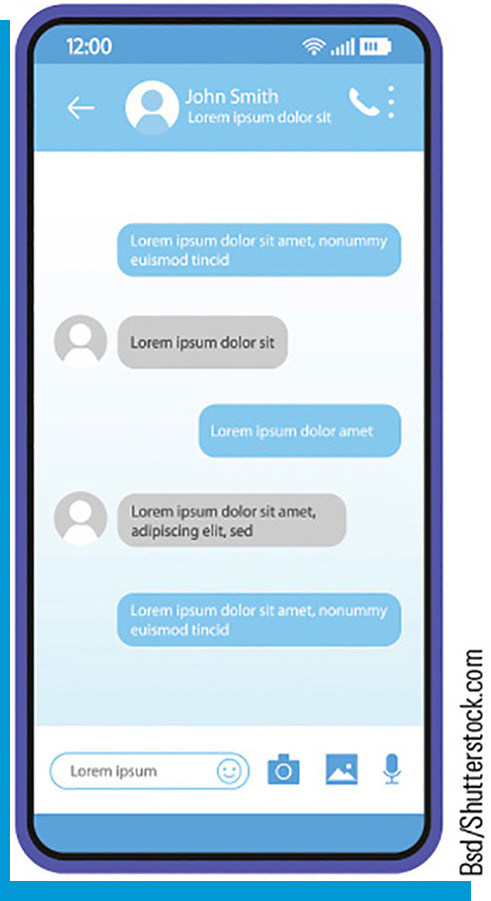 12:00
John Smith
Lorem ipsum dolor sit
Lorem ipsum dolor sit amet, nonummy
euismod tincid
Lorem ipsum dolor sit
Lorem ipsum dolor amet
Lorem ipsum dolor sit amet,
adipiscing elit, sed
Lorem ipsum dolor sit amet, nonummy
euismod tincid
Lorem ipsum
Bsd/Shutterstock.com